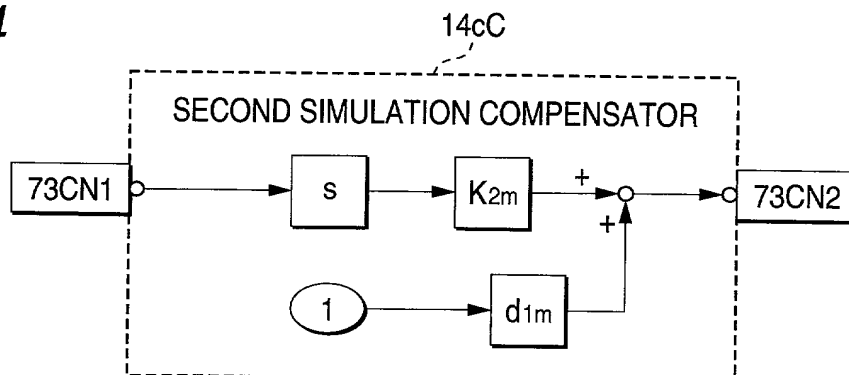 14cC
SECOND SIMULATION COMPENSATOR
73CN1
s
K2m
+
73CN2
+
1
d1m